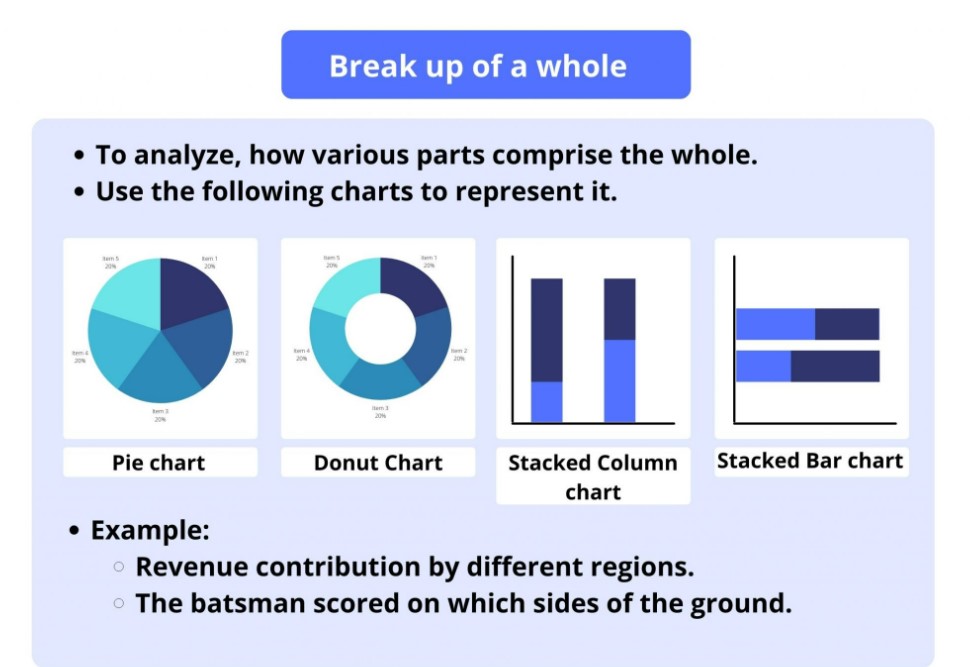 Break up of a whole
• To analyze, how various parts comprise the whole.
• Use the following charts to represent it.
Item 5
20%
Item 1
20%
Item 4
20%
Item 2
20%
Item 3
20%
Item 5
20%
Item 1
20%
Item 4
20%
Item 2
20%
Item 3
20%
Pie chart
Donut Chart
Stacked Column
chart
Stacked Bar chart
• Example:
○ Revenue contribution by different regions.
○ The batsman scored on which sides of the ground.